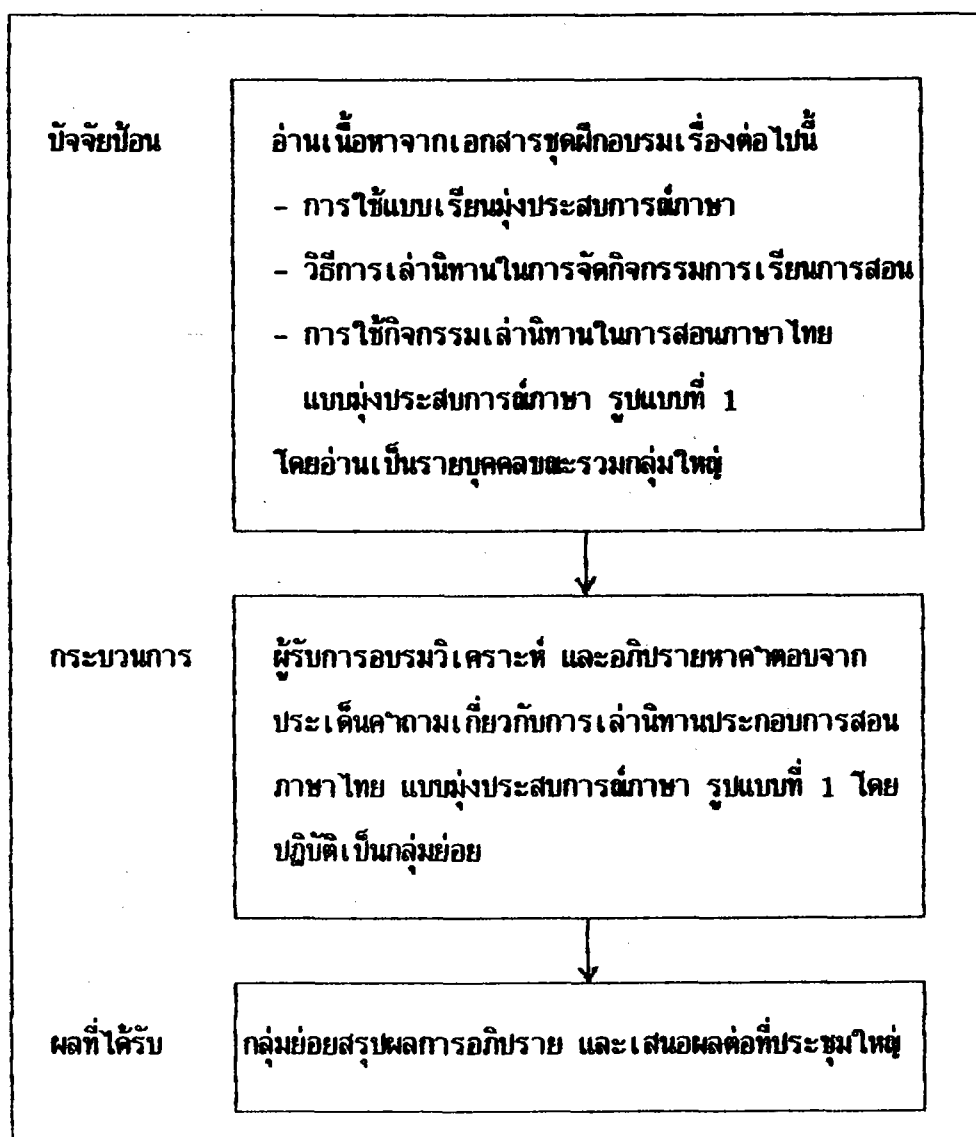 ปัจจัยป้อน อ่านเนื้อหาจากเอกสารชุดฝึกอบรมเรื่องต่อไปนี้
- การใช้แบบเรียนมุ่งประสบการณ์ภาษา
- วิธีการเล่านิทานในการจัดกิจกรรมการเรียนการสอน
- การใช้กิจกรรมเล่านิทานในการสอนภาษาไทย
แบบมุ่งประสบการณ์ภาษา รูปแบบที่ 1
โดยอ่านเป็นรายบุคคลขณะรวมกลุ่มใหญ่
กระบวนการ ผู้รับการอบรมวิเคราะห์ และอภิปรายหาคำตอบจาก
ประเด็นคำถามเกี่ยวกับการเล่านิทานประกอบการสอน
ภาษาไทย แบบมุ่งประสบการณ์ภาษา รูปแบบที่ 1 โดย
ปฏิบัติเป็นกลุ่มย่อย
ผลที่ได้รับ กลุ่มย่อยสรุปผลการอภิปราย และเสนอผลต่อที่ประชุมใหญ่